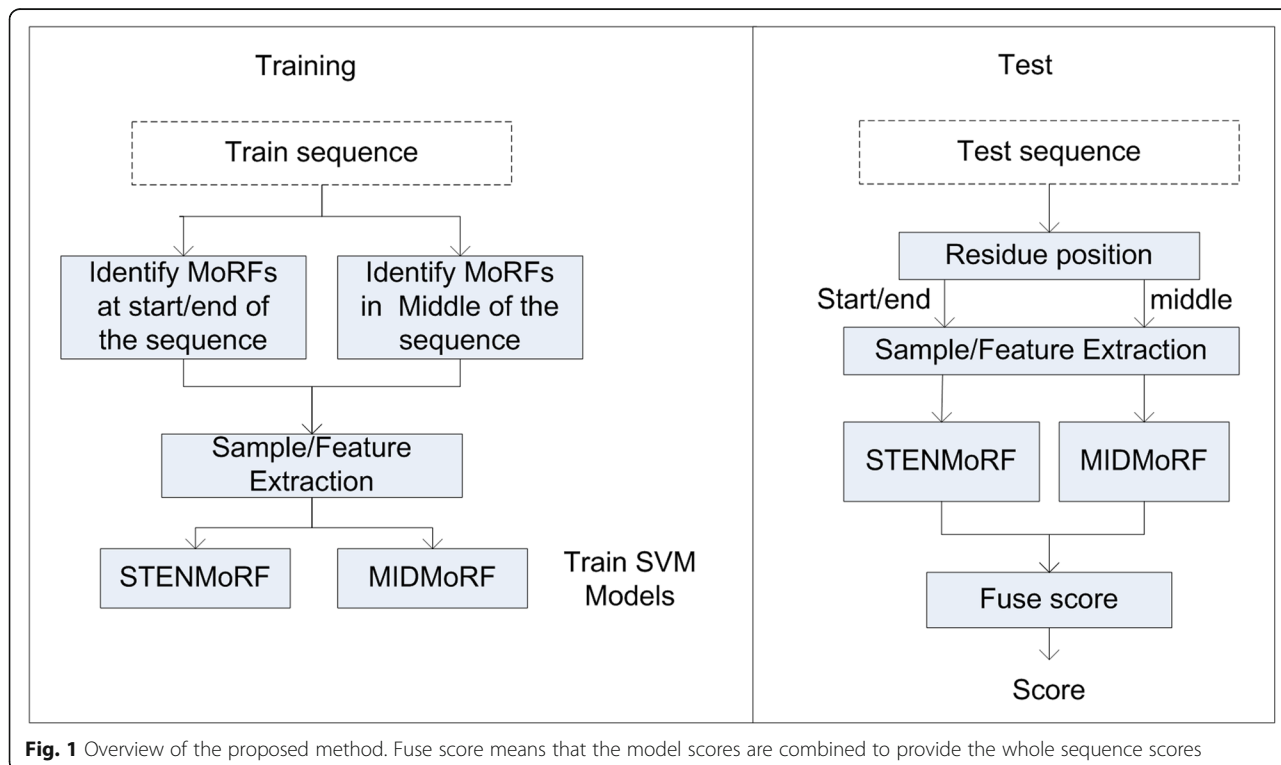 Training
Train sequence
Identify MoRFs
at start/end of
the sequence
Identify MoRFs
in Middle of the
sequence
Sample/Feature
Extraction
STENMoRF
MIDMoRF
Train SVM
Models
Test
Test sequence
Residue position
Start/end
middle
Sample/Feature Extraction
STENMoRF
MIDMoRF
Fuse score
Score
Fig. 1 Overview of the proposed method. Fuse score means that the model scores are combined to provide the whole sequence scores